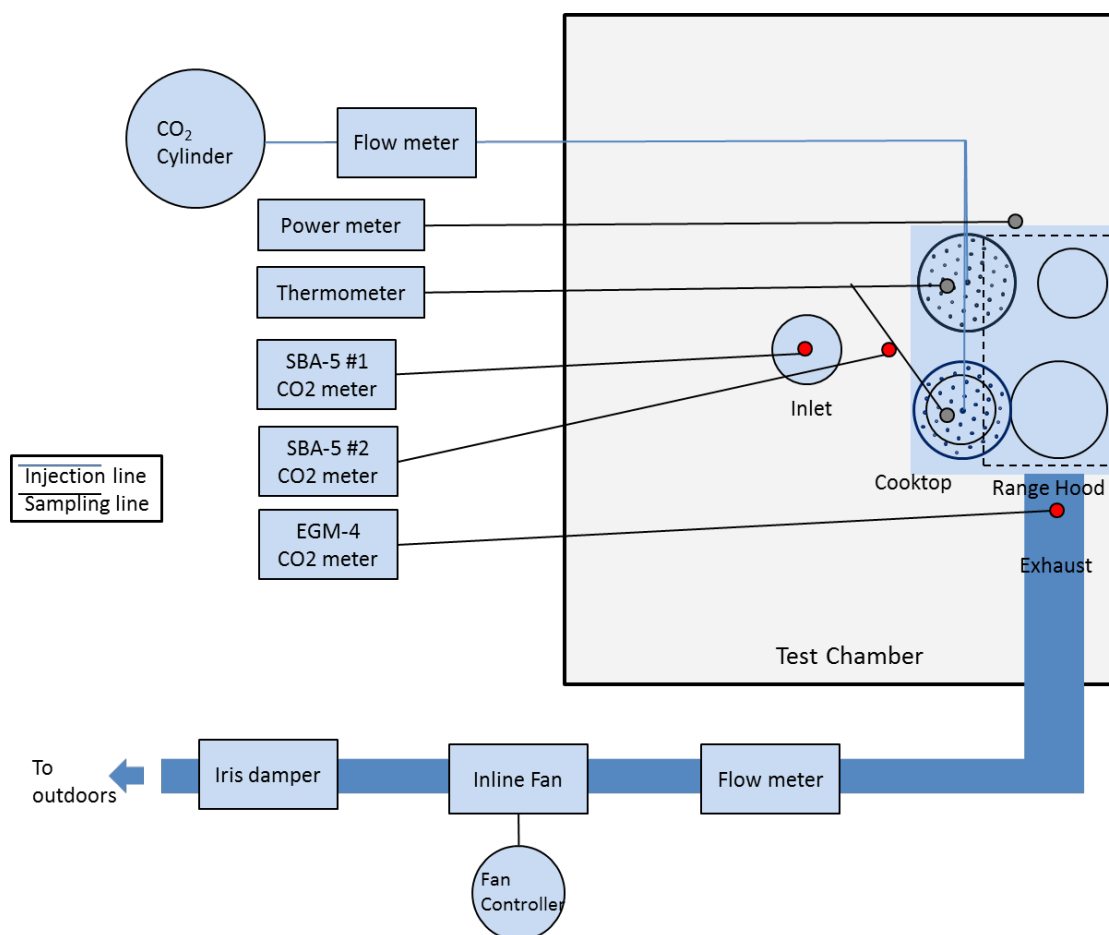 CO₂
Cylinder
Flow meter
Power meter
Thermometer
SBA-5 #1
CO2 meter
Inlet
SBA-5 #2
CO2 meter
Injection line
Sampling line
Cooktop
Range Hood
EGM-4
CO2 meter
Exhaust
Test Chamber
To
outdoors
Iris damper
Inline Fan
Flow meter
Fan
Controller